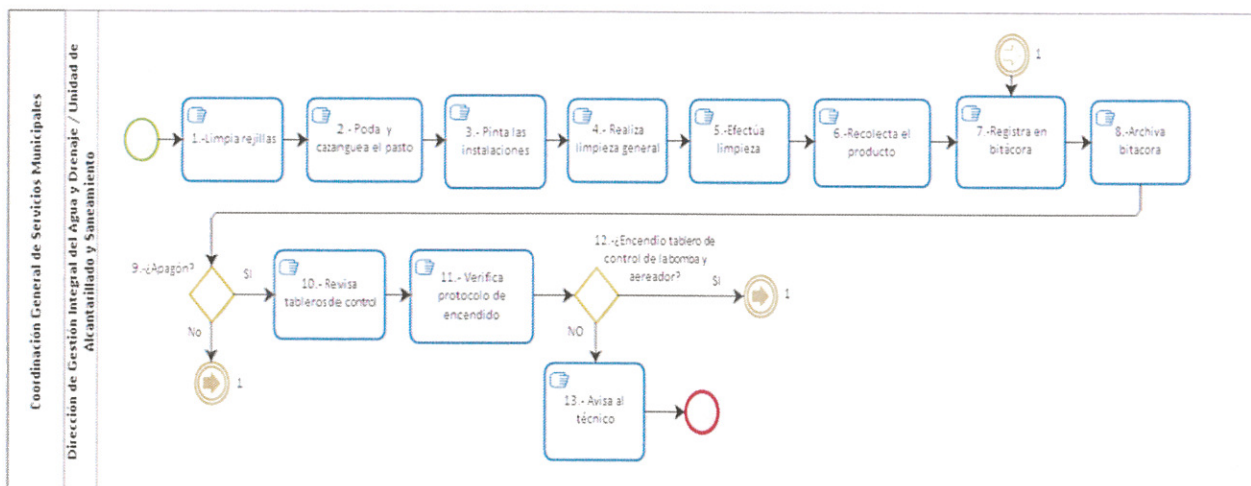 Coordinación General de Servicios Municipales
Dirección de Gestión Integral del Agua y Drenaje / Unidad de
Alcantarillado y Saneamiento
1
1.-Limpia rejillas
2 - Poda y
cazanguea el pasto
3.- Pinta las
instalaciones
4.- Realiza
limpieza general
5.-Efectúa
limpieza
6.-Recolecta el
producto
7.-Registra en
bitácora
8.-Archiva
bitacora
9.-¿Apagón?
SI
No
1
10.- Revisa
tableros de control
11.- Verifica
protocolo de
encendido
12.-¿Encendio tablero de
control de la bomba y
aereador?
SI
1
NO
13.- Avisa al
técnico